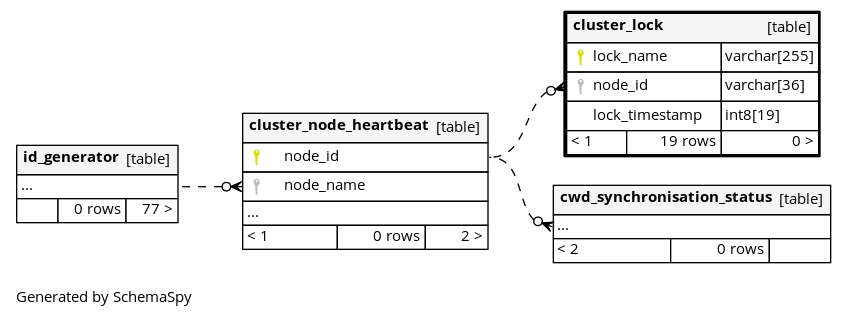 cluster_lock [table]
lock_name varchar[255]
node_id varchar[36]
lock_timestamp int8[19]
< 1 19 rows 0 >
cluster_node_heartbeat [table]
node_id
node_name
...
< 1 0 rows 2 >
id_generator [table]
...
0 rows 77 >
cwd_synchronisation_status [table]
...
< 2 0 rows
Generated by SchemaSpy